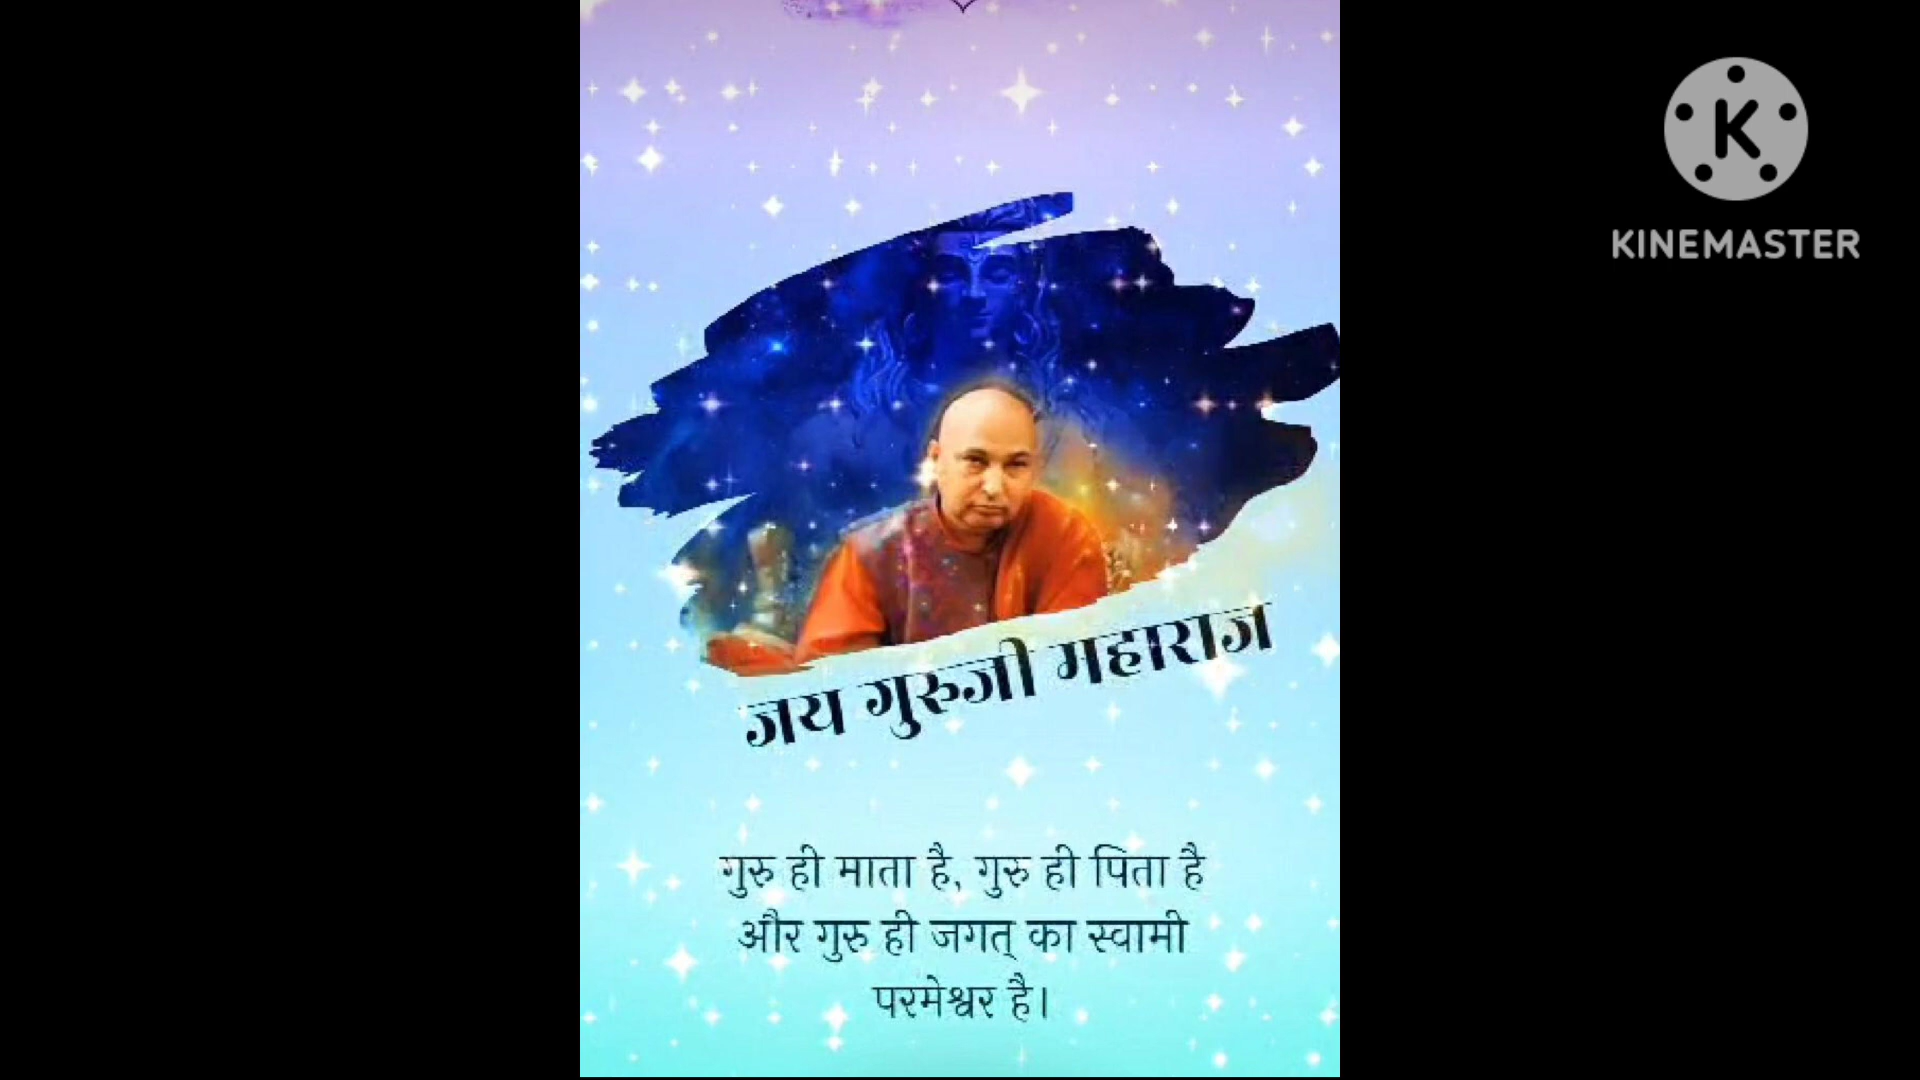 K
KINEMASTER
जय गुरुजी महाराज
गुरु ही माता है, गुरु ही पिता है
और गुरु ही जगत् का स्वामी
परमेश्वर है।